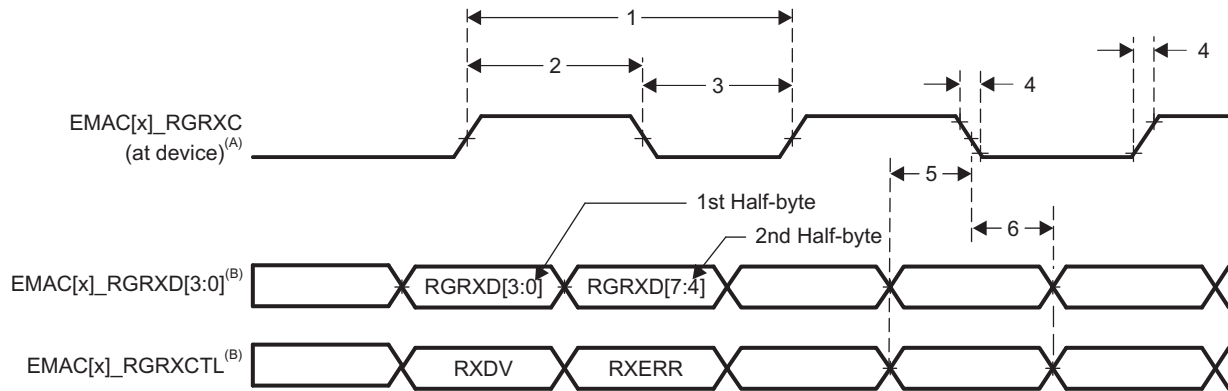 1
2
3
4
4
EMAC[x]_RGRXC
(at device)(A)
5
1st Half-byte
6
2nd Half-byte
EMAC[x]_RGRXD[3:0](B)
RGRXD[3:0]
RGRXD[7:4]
EMAC[x]_RGRXCTL(B)
RXDV
RXERR